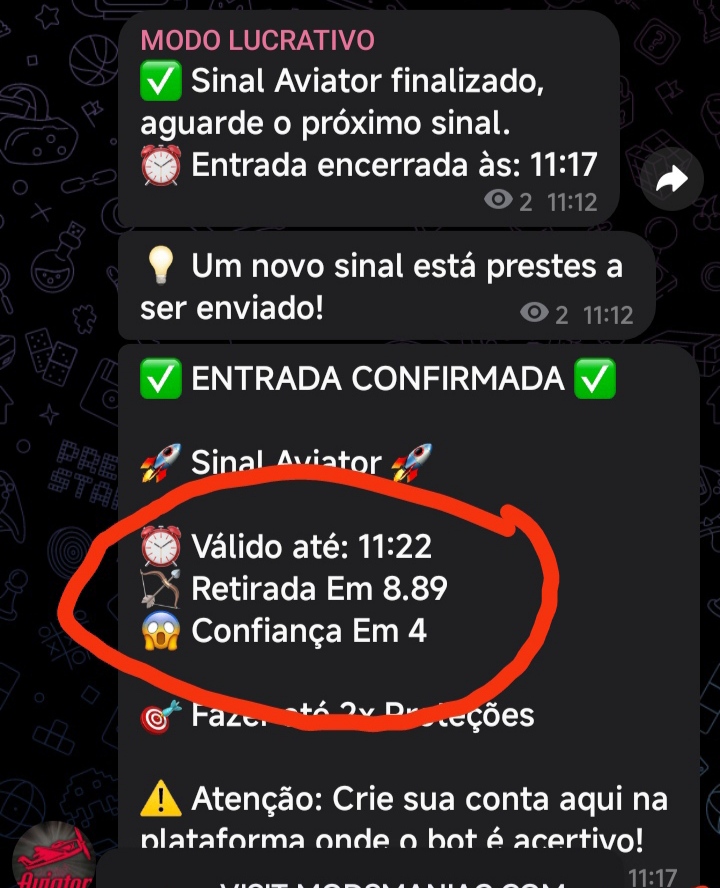 MODO LUCRATIVO
✅ Sinal Aviator finalizado,
aguarde o próximo sinal.
⏰ Entrada encerrada às: 11:17
2 11:12
💡 Um novo sinal está prestes a
ser enviado!
2 11:12
✅ ENTRADA CONFIRMADA ✅
🚀 Sinal Aviator 🚀
⏰ Válido até: 11:22
🏹 Retirada Em 8.89
😱 Confiança Em 4
🎯 Fazer até 2x Proteções
⚠️ Atenção: Crie sua conta aqui na
plataforma onde o bot é acertivo!
Aviator
VISIT MODSMANIAC.COM
11:17